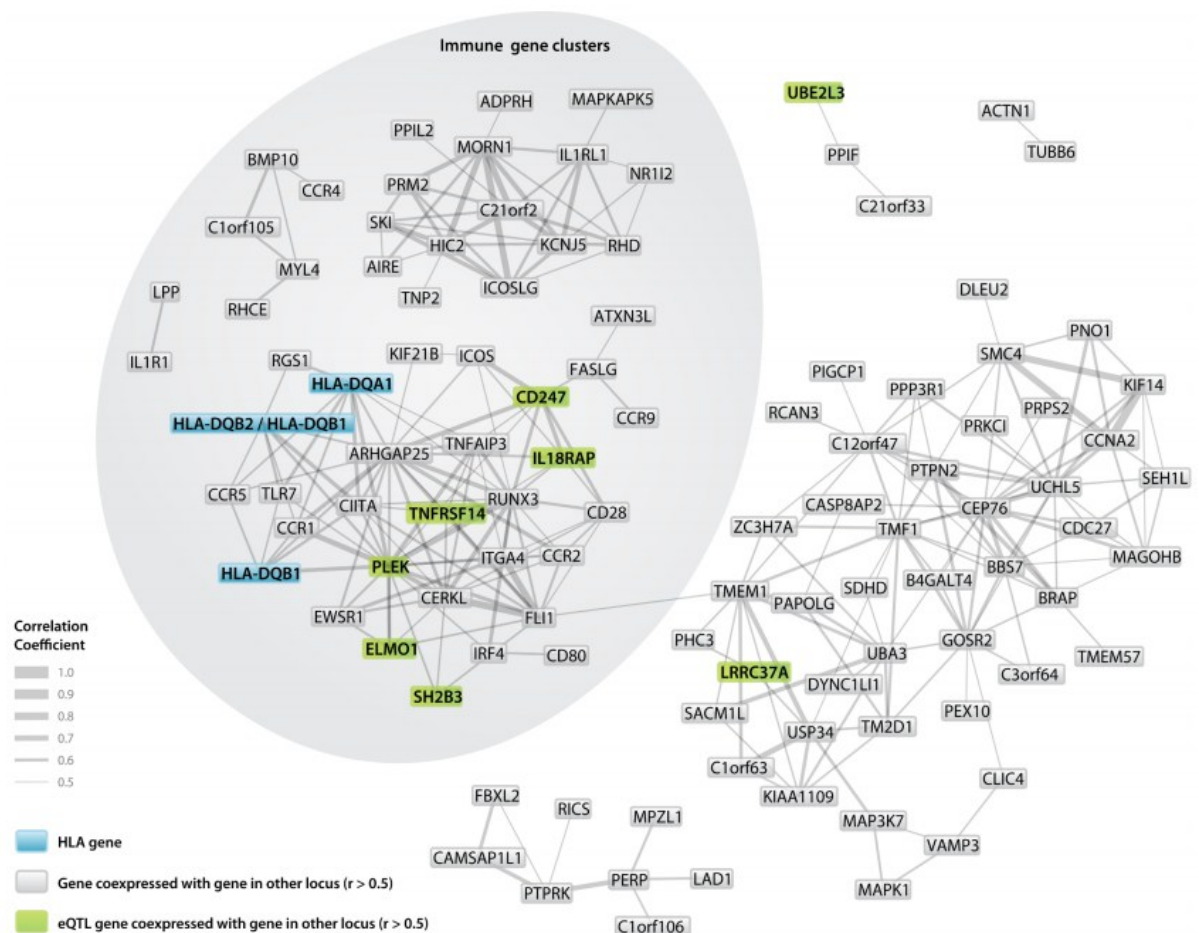 Immune gene clusters
UBE2L3
ADPRH
MAPKAPK5
ACTN1
PPIL2
MORN1
IL1RL1
PPIF
TUBB6
BMP10
CCR4
PRM2
NR1I2
C21orf33
C1orf105
SKI
C21orf2
HIC2
KCNJ5
RHD
MYL4
AIRE
ICOSLG
TNP2
LPP
RHCE
DLEU2
ATXN3L
PNO1
IL1R1
RGS1
KIF21B
ICOS
SMC4
FASLG
PIGCP1
HLA-DQA1
PPP3R1
KIF14
CD247
HLA-DQB2 / HLA-DQB1
RCAN3
PRPS2
CCR9
PRKCI
C12orf47
CCNA2
ARHGAP25
TNFAIP3
IL18RAP
PTPN2
SEH1L
CCR5
TLR7
RUNX3
UCHL5
CIITA
TNFRSF14
CD28
CASP8AP2
CEP76
CCR1
ZC3H7A
TMF1
CDC27
ITGA4
CCR2
MAGOHB
HLA-DQB1
PLEK
BBS7
B4GALT4
SDHD
TMEM1
PAPOLG
BRAP
CERKL
EWSR1
FLI1
PHC3
GOSR2
ELMO1
IRF4
CD80
UBA3
TMEM57
LRRC37A
DYNC1LI1
C3orf64
SH2B3
SACM1L
PEX10
USP34
TM2D1
C1orf63
CLIC4
KIAA1109
FBXL2
RICS
MPZL1
MAP3K7
VAMP3
CAMSAP1L1
PERP
LAD1
PTPRK
MAPK1
C1orf106
Correlation
Coefficient
1.0
0.9
0.8
0.7
0.6
0.5
HLA gene
Gene coexpressed with gene in other locus (r > 0.5)
eQTL gene coexpressed with gene in other locus (r > 0.5)